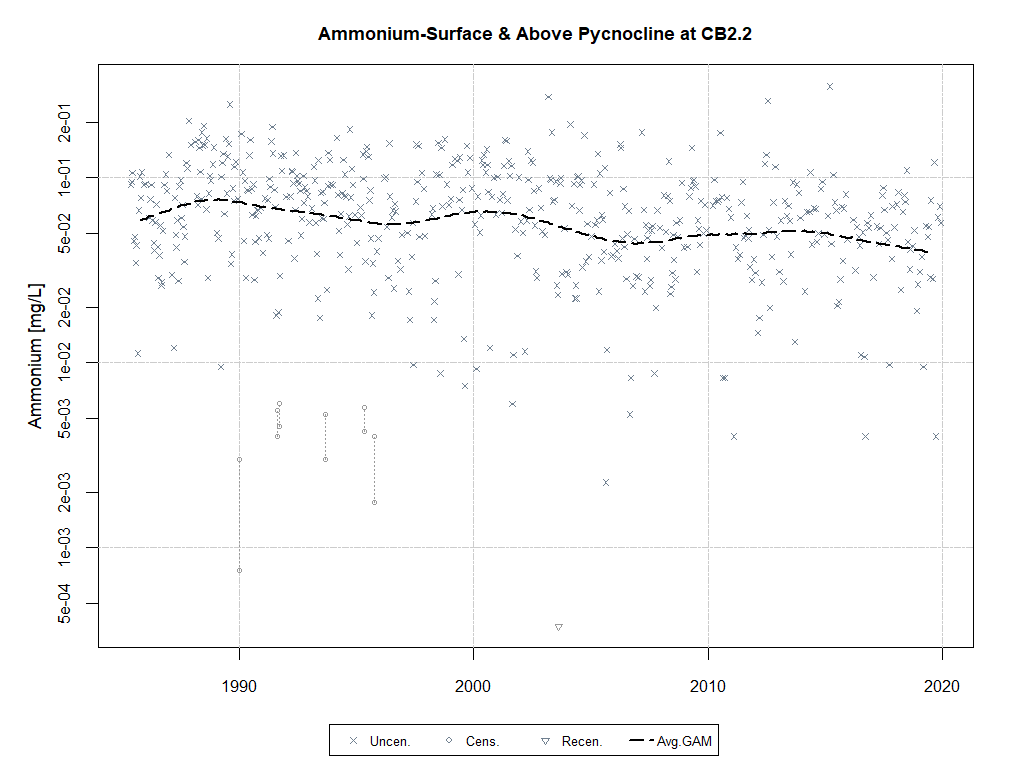 Ammonium-Surface & Above Pycnocline at CB2.2
Ammonium [mg/L]
2e-01
1e-01
5e-02
2e-02
1e-02
5e-03
2e-03
1e-03
5e-04
1990 2000 2010 2020
Uncen. Cens. Recen. Avg.GAM